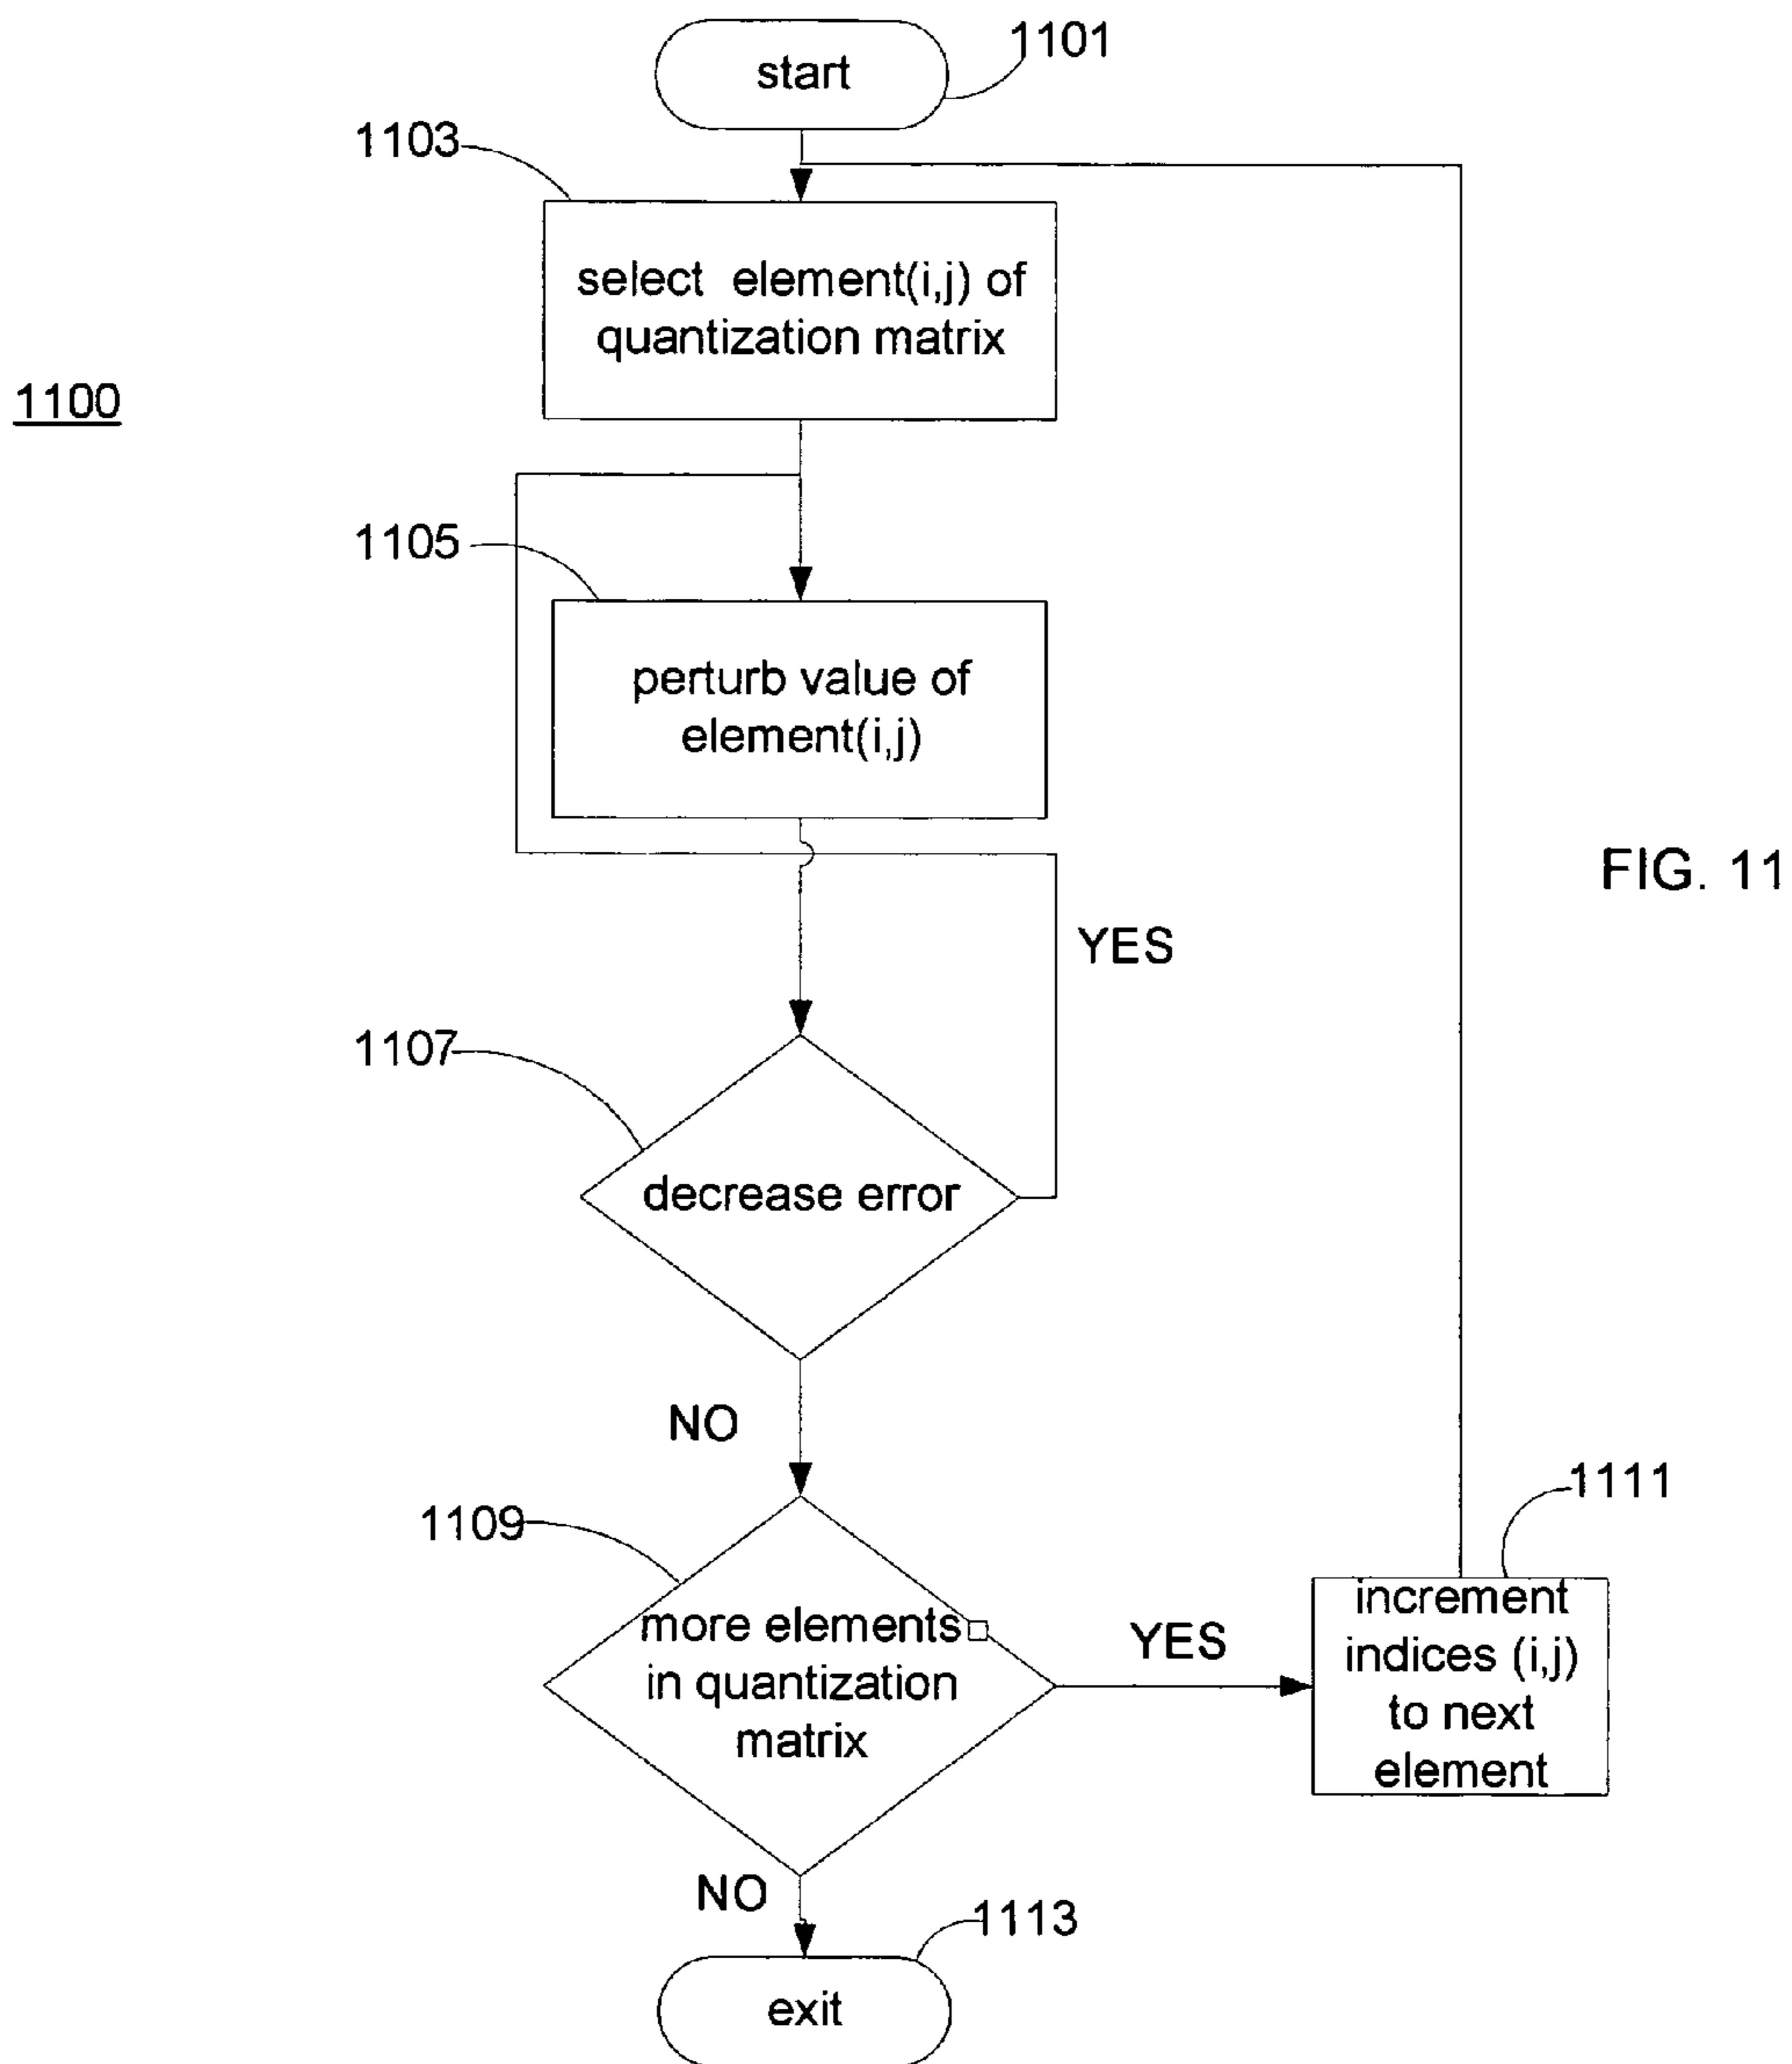 start
1101
1103
select element(i,j) of
quantization matrix
1100
1105
perturb value of
element(i,j)
FIG. 11
YES
1107
decrease error
NO
1109
more elements
in quantization
matrix
YES
1111
increment
indices (i,j)
to next
element
NO
1113
exit